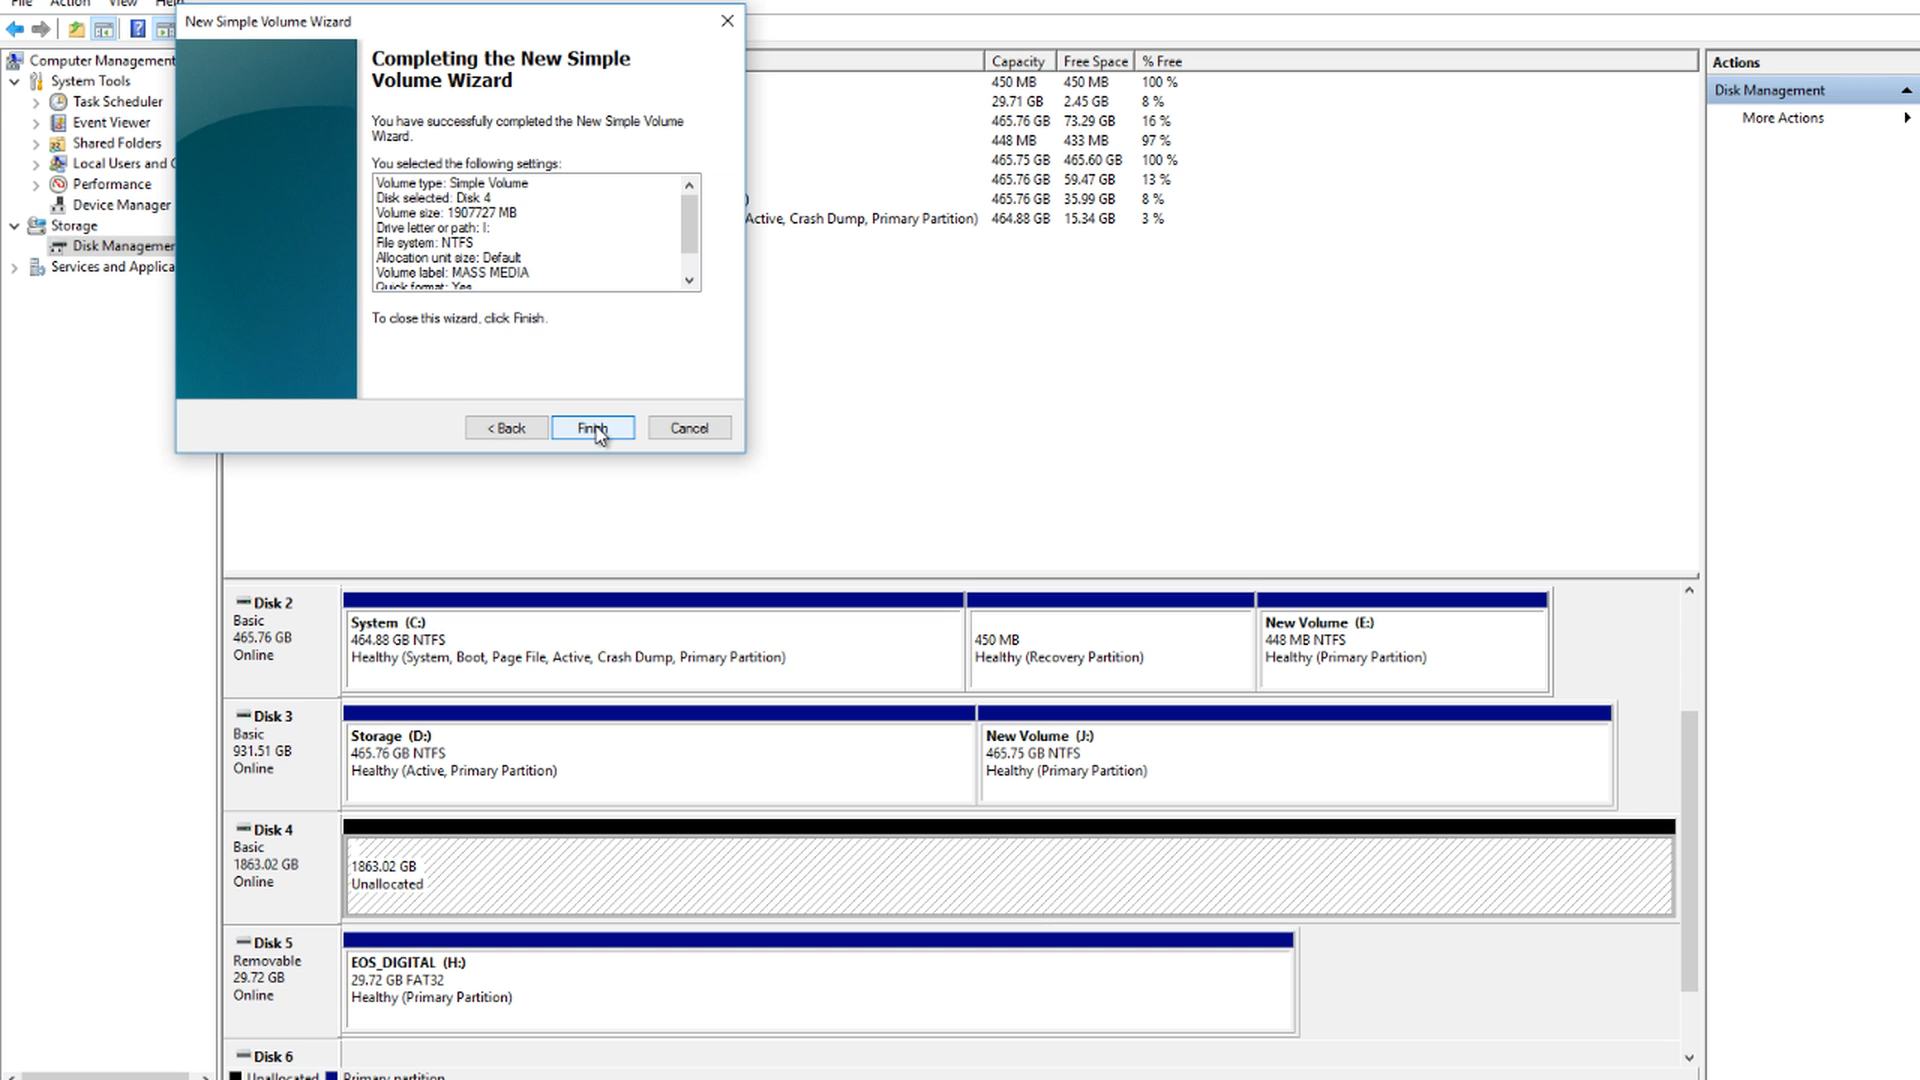 File Action View Help
New Simple Volume Wizard
Completing the New Simple
Volume Wizard
You have successfully completed the New Simple Volume
Wizard.
You selected the following settings:
Volume type: Simple Volume
Disk selected: Disk 4
Volume size: 1907727 MB
Drive letter or path: I:
File system: NTFS
Allocation unit size: Default
Volume label: MASS MEDIA
Quick format: Yes
To close this wizard, click Finish.
< Back
Finish
Cancel
Computer Management
System Tools
Task Scheduler
Event Viewer
Shared Folders
Local Users and G
Performance
Device Manager
Storage
Disk Managemen
Services and Applica
Capacity Free Space % Free
450 MB 450 MB 100 %
29.71 GB 2.45 GB 8 %
465.76 GB 73.29 GB 16 %
448 MB 433 MB 97 %
465.75 GB 465.60 GB 100 %
465.76 GB 59.47 GB 13 %
) 465.76 GB 35.99 GB 8 %
Active, Crash Dump, Primary Partition) 464.88 GB 15.34 GB 3 %
Actions
Disk Management
More Actions
Disk 2
Basic
465.76 GB
Online
System (C:)
464.88 GB NTFS
Healthy (System, Boot, Page File, Active, Crash Dump, Primary Partition)
450 MB
Healthy (Recovery Partition)
New Volume (E:)
448 MB NTFS
Healthy (Primary Partition)
Disk 3
Basic
931.51 GB
Online
Storage (D:)
465.76 GB NTFS
Healthy (Active, Primary Partition)
New Volume (J:)
465.75 GB NTFS
Healthy (Primary Partition)
Disk 4
Basic
1863.02 GB
Online
1863.02 GB
Unallocated
Disk 5
Removable
29.72 GB
Online
EOS_DIGITAL (H:)
29.72 GB FAT32
Healthy (Primary Partition)
Disk 6
Unallocated Primary partition